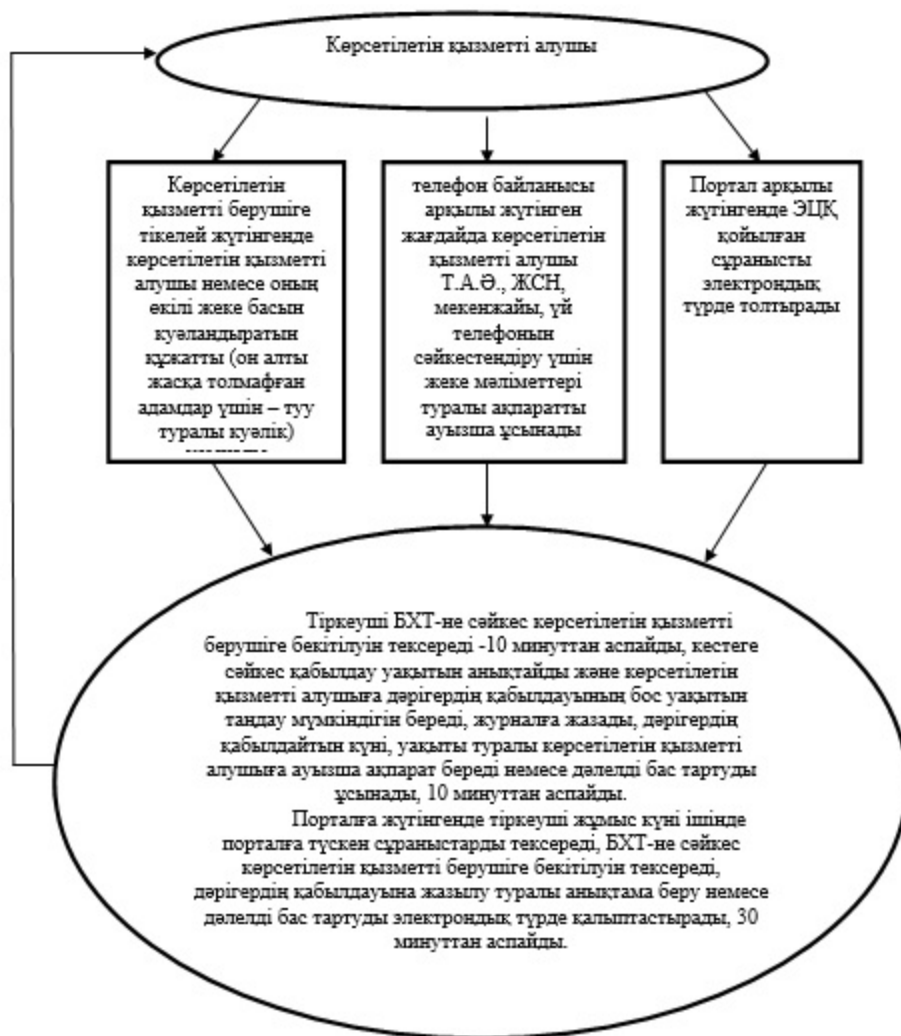 Көрсетілетін қызметті алушы
Көрсетілетін
қызметті берушіге
тікелей жүгінгенде
көрсетілетін қызметті
алушы немесе оның
өкілі жеке басын
куәландыратын
құжатты (он алты
жасқа толмафған
адамдар үшін – туу
туралы куәлік)
телефон байланысы
арқылы жүгінген
жағдайда көрсетілетін
қызметті алушы
Т.А.Ә., ЖСН,
мекенжайы, үй
телефонын
сәйкестендіру үшін
жеке мәліметтері
туралы ақпаратты
ауызша ұсынады
Портал арқылы
жүгінгенде ЭЦҚ
қойылған
сұранысты
электрондық
түрде толтырады
Тіркеуші БХТ-не сәйкес көрсетілетін қызметті
берушіге бекітілуін тексереді -10 минуттан аспайды, кестеге
сәйкес қабылдау уақытын анықтайды және көрсетілетін
қызметті алушыға дәрігердің қабылдауының бос уақытын
таңдау мүмкіндігін береді, журналға жазады, дәрігердің
қабылдайтын күні, уақыты туралы көрсетілетін қызметті
алушыға ауызша ақпарат береді немесе дәлелді бас тартуды
ұсынады, 10 минуттан аспайды.
Порталға жүгінгенде тіркеуші жұмыс күні ішінде
порталға түскен сұраныстарды тексереді, БХТ-не сәйкес
көрсетілетін қызметті берушіге бекітілуін тексереді,
дәрігердің қабылдауына жазылу туралы анықтама беру немесе
дәлелді бас тартуды электрондық түрде қалыптастырады, 30
минуттан аспайды.